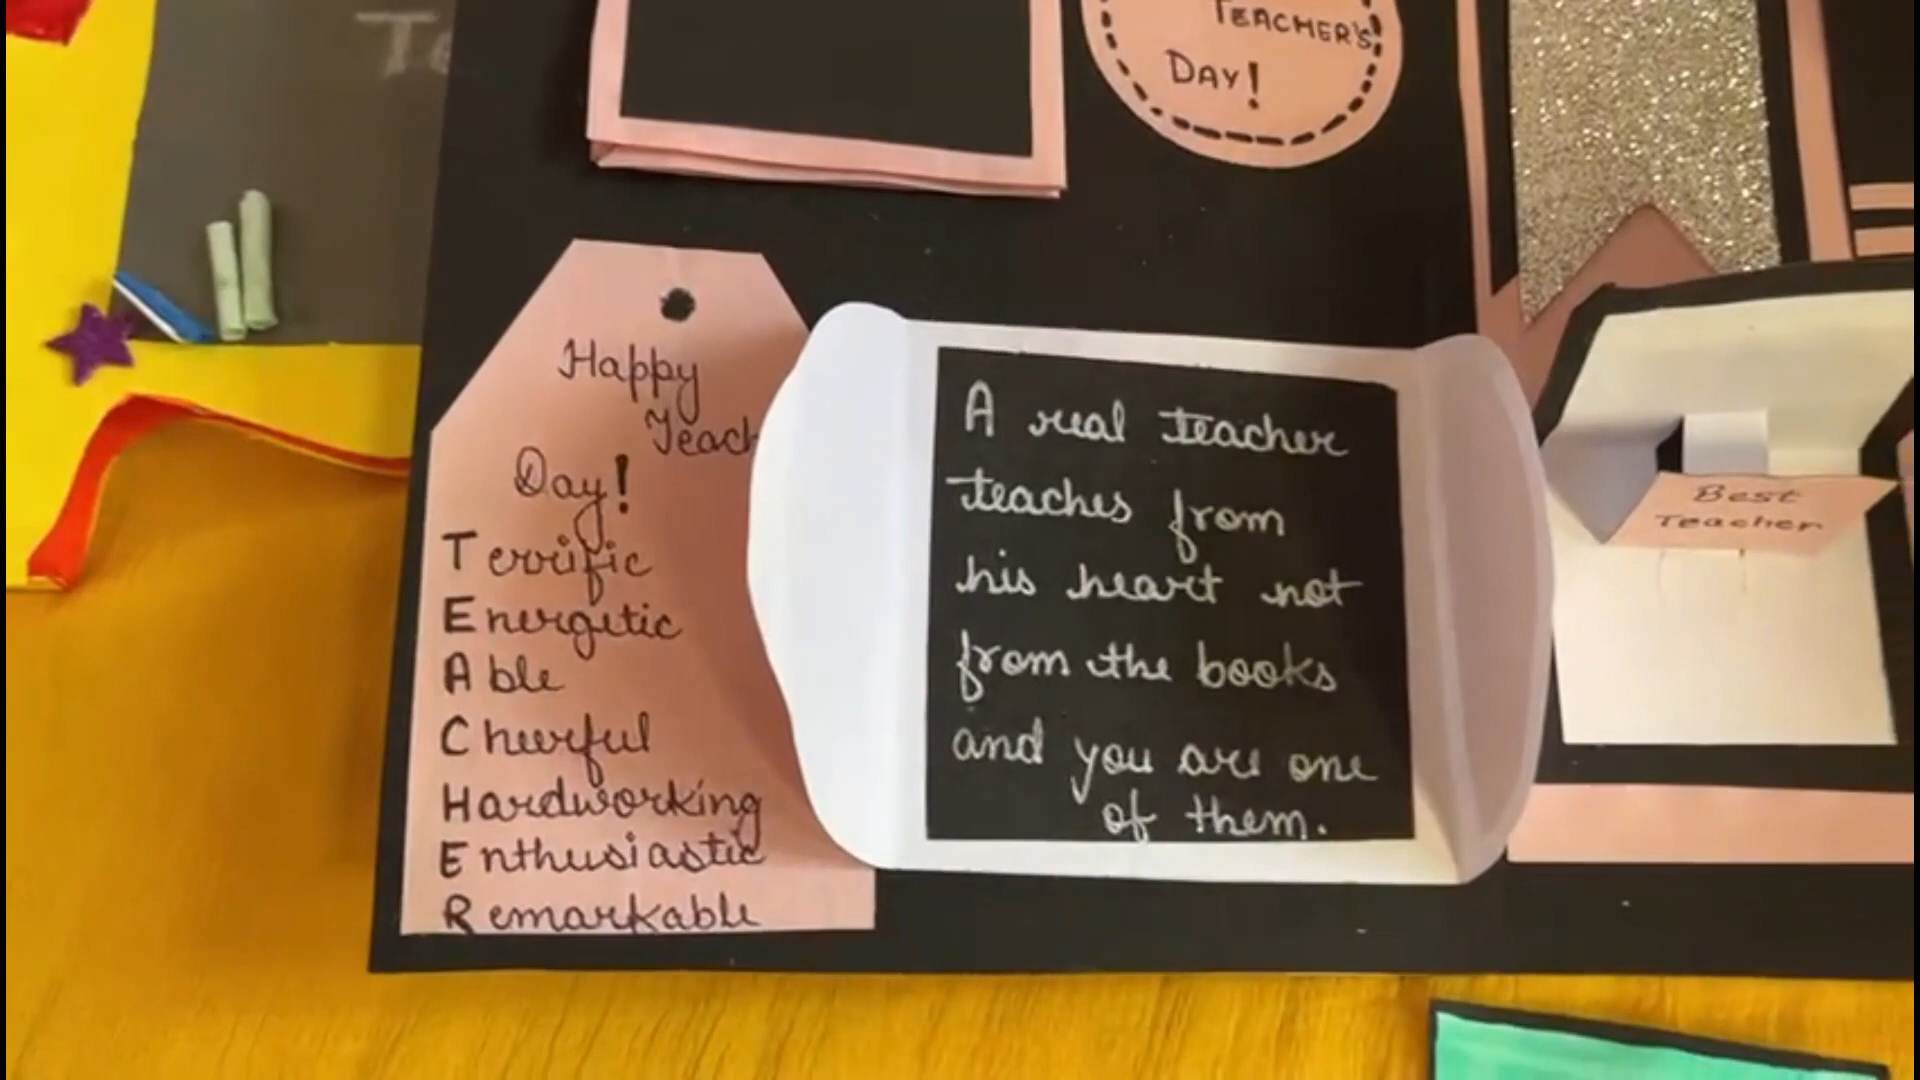 TEACHER'S
DAY!
Happy
Day!
Terrific
Energetic
Able
Cheerful
Hardworking
Enthusiastic
Remarkable
A real teacher
teaches from
his heart not
from the books
and you are one
of them.
Best
Teacher